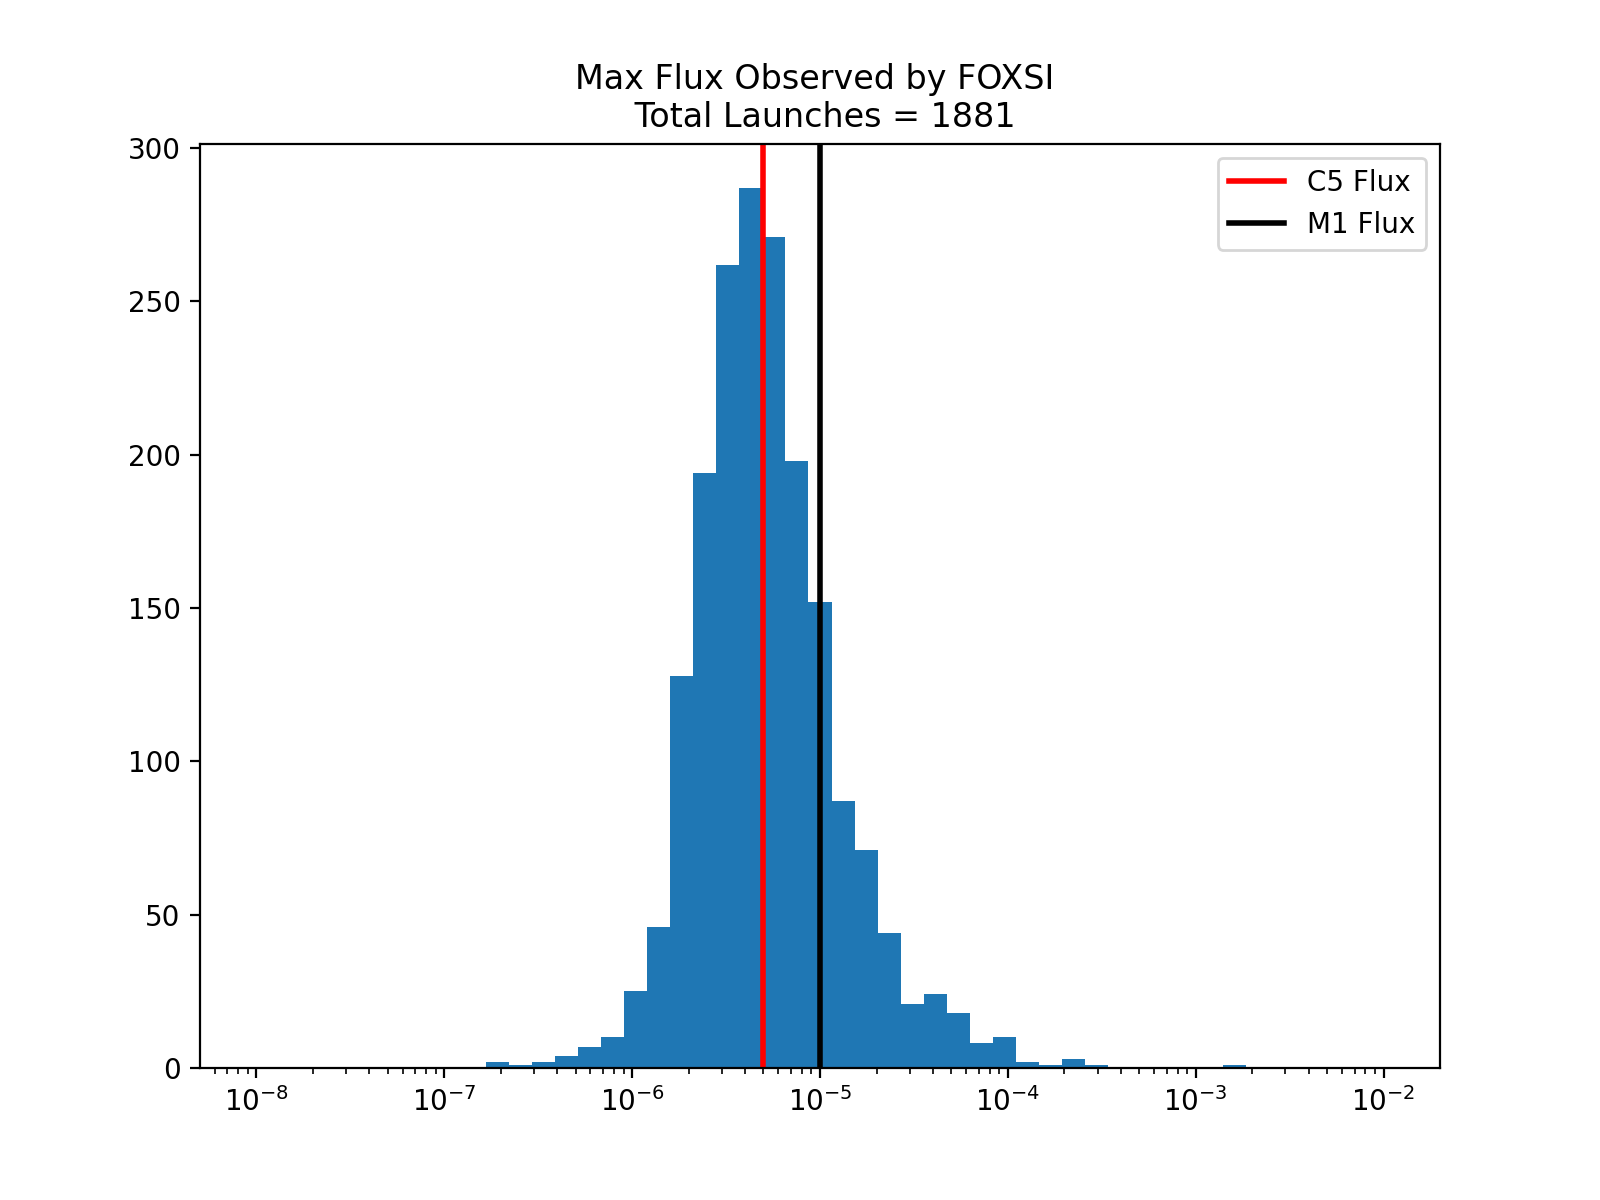 Max Flux Observed by FOXSI
Total Launches = 1881
C5 Flux
M1 Flux
300
250
200
150
100
50
0
10⁻⁸ 10⁻⁷ 10⁻⁶ 10⁻⁵ 10⁻⁴ 10⁻³ 10⁻²